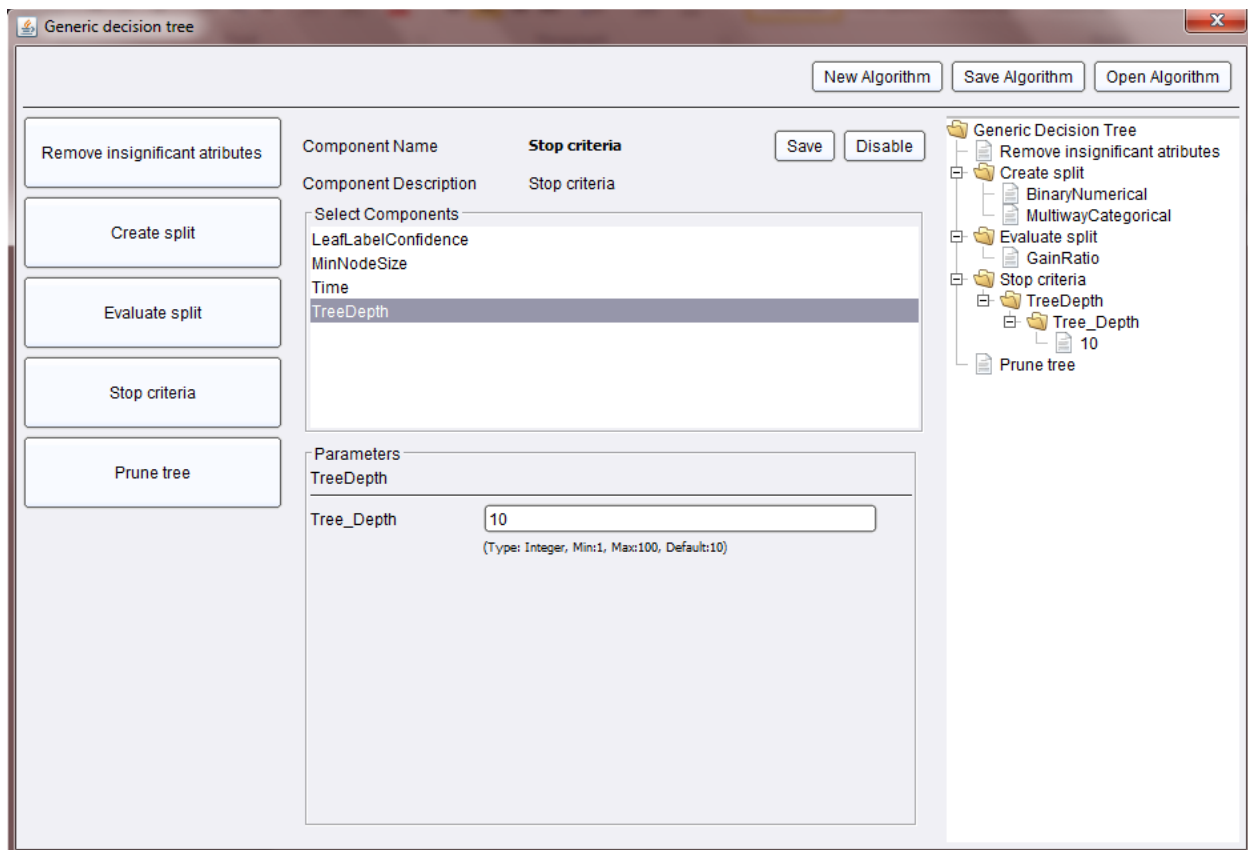 Generic decision tree
New Algorithm Save Algorithm Open Algorithm
Remove insignificant atributes
Create split
Evaluate split
Stop criteria
Prune tree
Component Name Stop criteria Save Disable
Component Description Stop criteria
Select Components
LeafLabelConfidence
MinNodeSize
Time
TreeDepth
Parameters
TreeDepth
Tree_Depth 10
(Type: Integer, Min:1, Max:100, Default:10)
Generic Decision Tree
Remove insignificant atributes
Create split
BinaryNumerical
MultiwayCategorical
Evaluate split
GainRatio
Stop criteria
TreeDepth
Tree_Depth
10
Prune tree